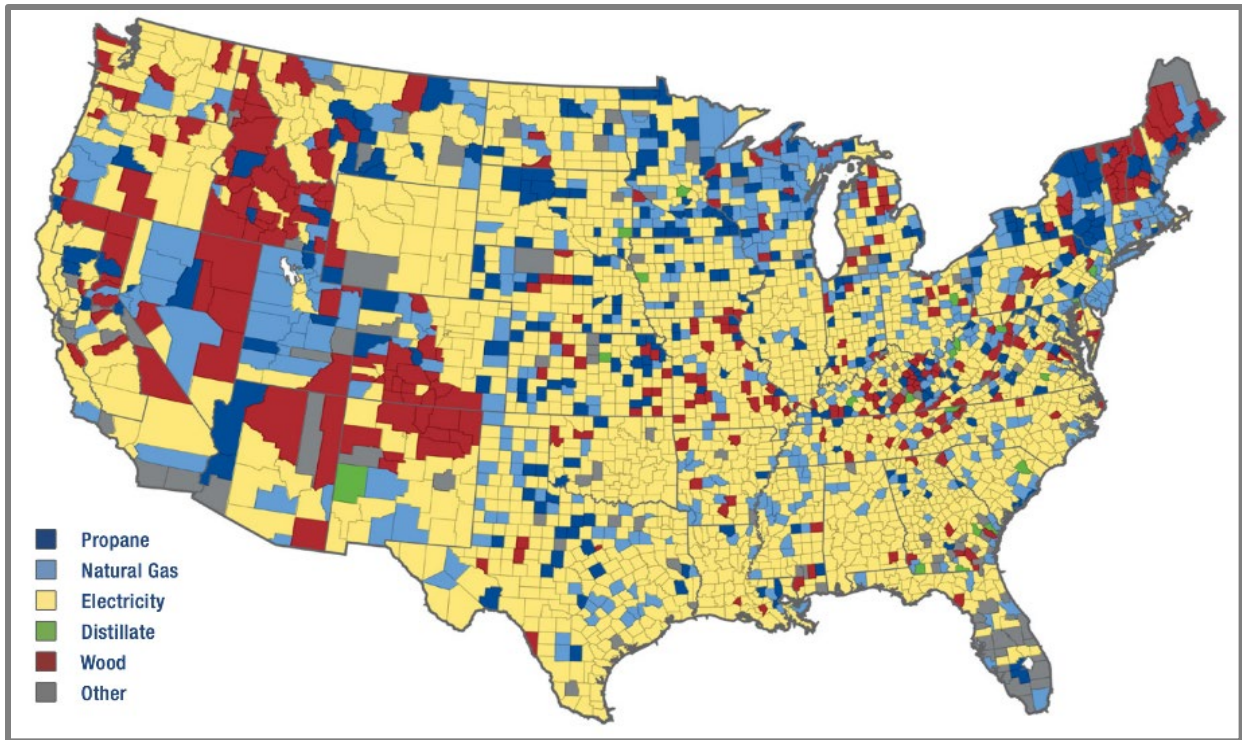 Propane
Natural Gas
Electricity
Distillate
Wood
Other